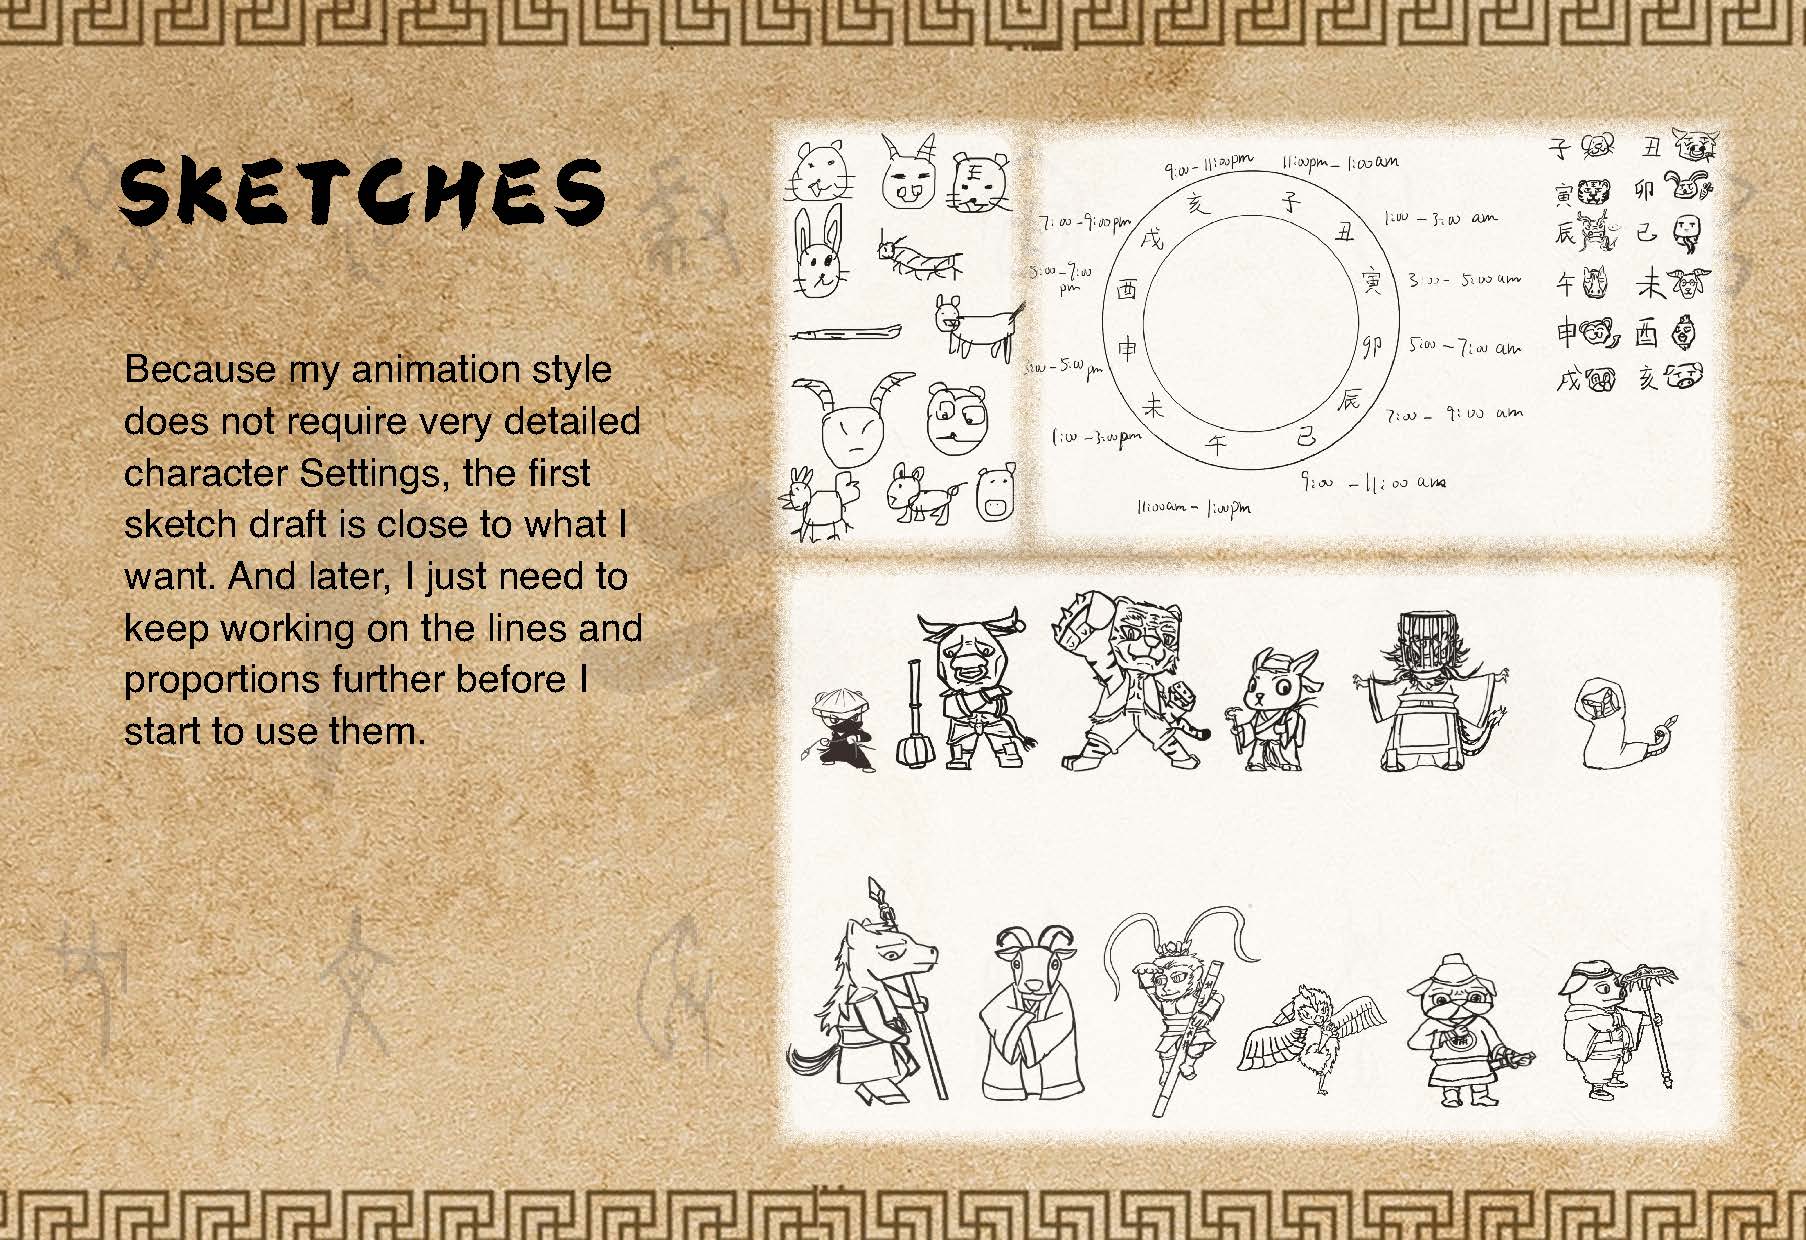 SKETCHES
Because my animation style
does not require very detailed
character Settings, the first
sketch draft is close to what I
want. And later, I just need to
keep working on the lines and
proportions further before I
start to use them.
9:00-11:00pm 11:00pm-1:00am
7:00-9:00pm 亥 子 1:00-3:00 am
戌 丑
5:00-7:00
pm 酉 寅 3:00-5:00am
申 卯 5:00-7:00 am
3:00-5:00pm
未 辰 7:00-9:00 am
1:00-3:00pm 午 巳
9:00-11:00 am
11:00am-1:00pm
子 丑
寅 卯
辰 巳
午 未
申 酉
戌 亥